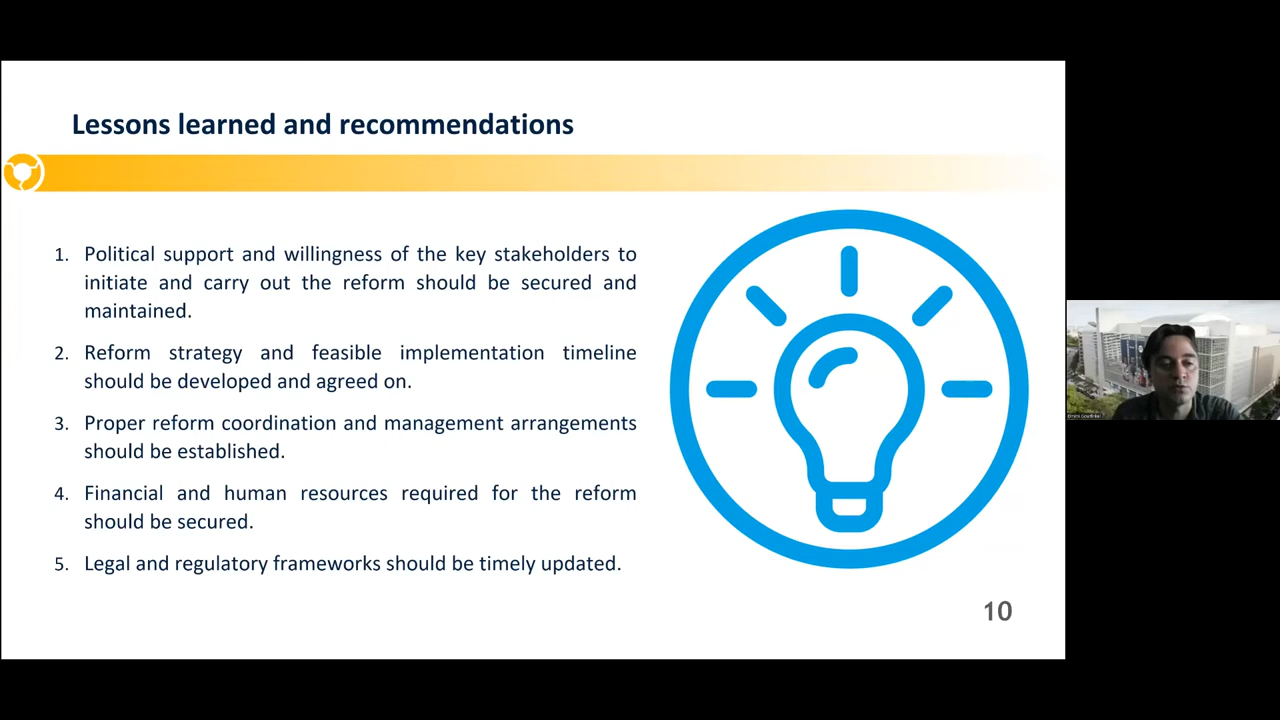 Lessons learned and recommendations
1. Political support and willingness of the key stakeholders to
initiate and carry out the reform should be secured and
maintained.
2. Reform strategy and feasible implementation timeline
should be developed and agreed on.
3. Proper reform coordination and management arrangements
should be established.
4. Financial and human resources required for the reform
should be secured.
5. Legal and regulatory frameworks should be timely updated.
10